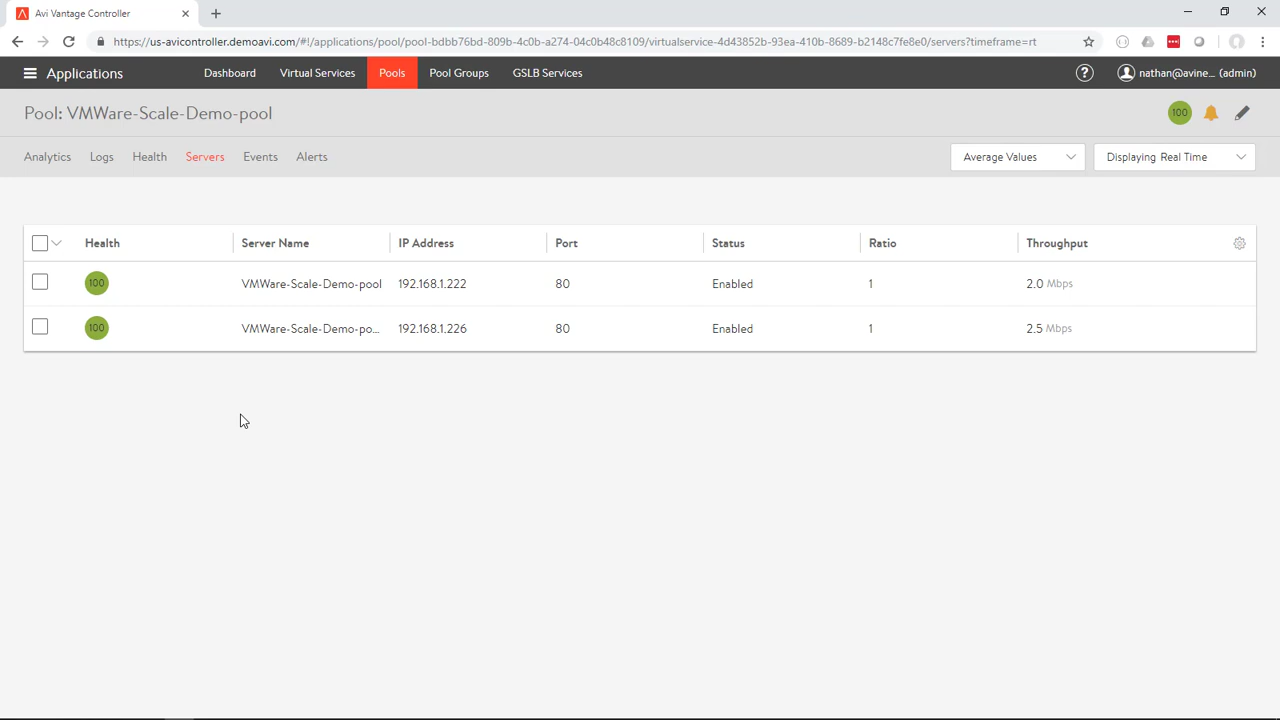 Avi Vantage Controller
https://us-avicontroller.demoavi.com/#!/applications/pool/pool-bdbb76bd-809b-4c0b-a274-04c0b48c8109/virtualservice-4d43852b-93ea-410b-8689-b2148c7fe8e0/servers?timeframe=rt
Applications Dashboard Virtual Services Pools Pool Groups GSLB Services ? nathan@avine... (admin)
Pool: VMWare-Scale-Demo-pool 100
Analytics Logs Health Servers Events Alerts Average Values Displaying Real Time
Health Server Name IP Address Port Status Ratio Throughput
100 VMWare-Scale-Demo-pool 192.168.1.222 80 Enabled 1 2.0 Mbps
100 VMWare-Scale-Demo-po... 192.168.1.226 80 Enabled 1 2.5 Mbps